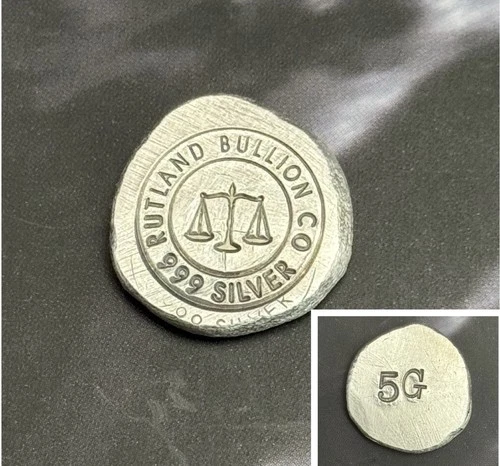 RUTLAND BULLION CO
999 SILVER
5G